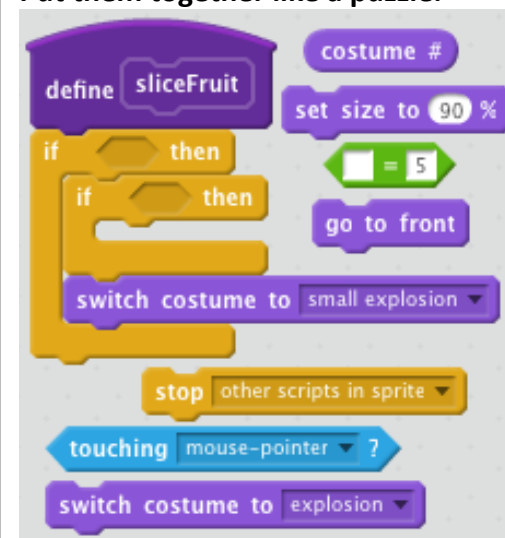 Put them together like a puzzle.
define sliceFruit
costume #
set size to 90 %
if then
= 5
if then
go to front
switch costume to small explosion
stop other scripts in sprite
touching mouse-pointer ?
switch costume to explosion